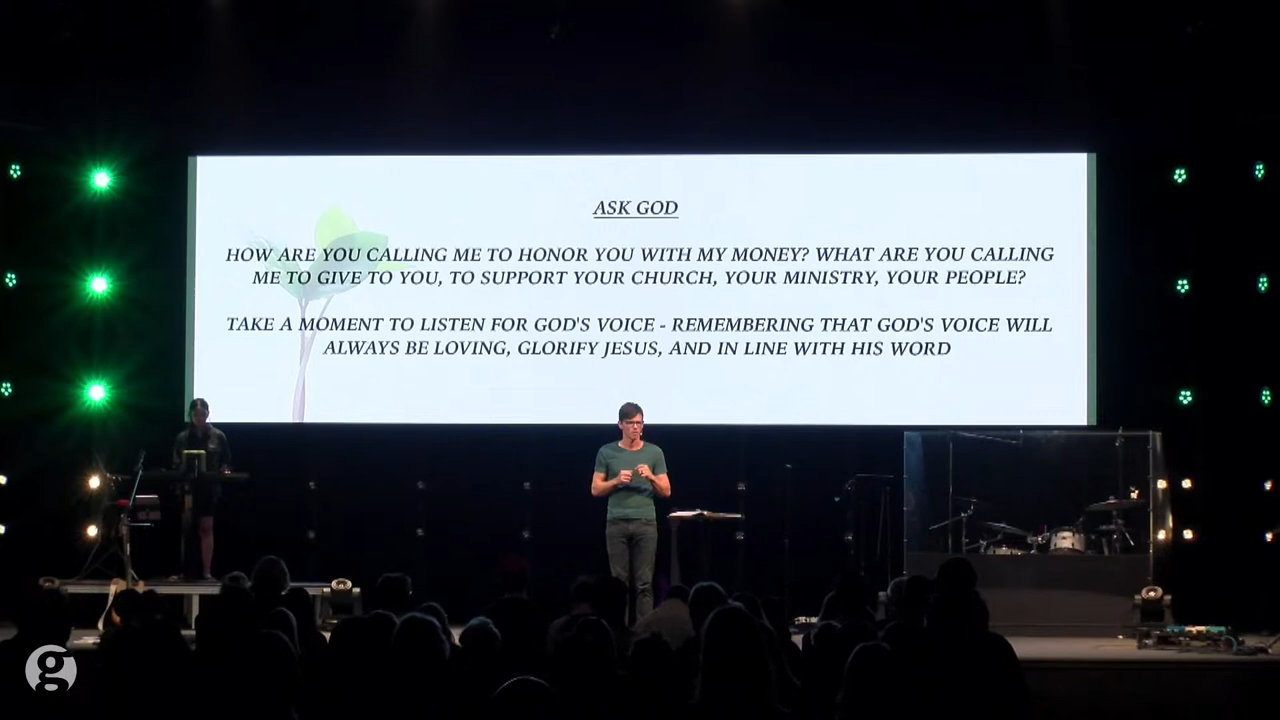 ASK GOD
HOW ARE YOU CALLING ME TO HONOR YOU WITH MY MONEY? WHAT ARE YOU CALLING
ME TO GIVE TO YOU, TO SUPPORT YOUR CHURCH, YOUR MINISTRY, YOUR PEOPLE?
TAKE A MOMENT TO LISTEN FOR GOD'S VOICE - REMEMBERING THAT GOD'S VOICE WILL
ALWAYS BE LOVING, GLORIFY JESUS, AND IN LINE WITH HIS WORD
g